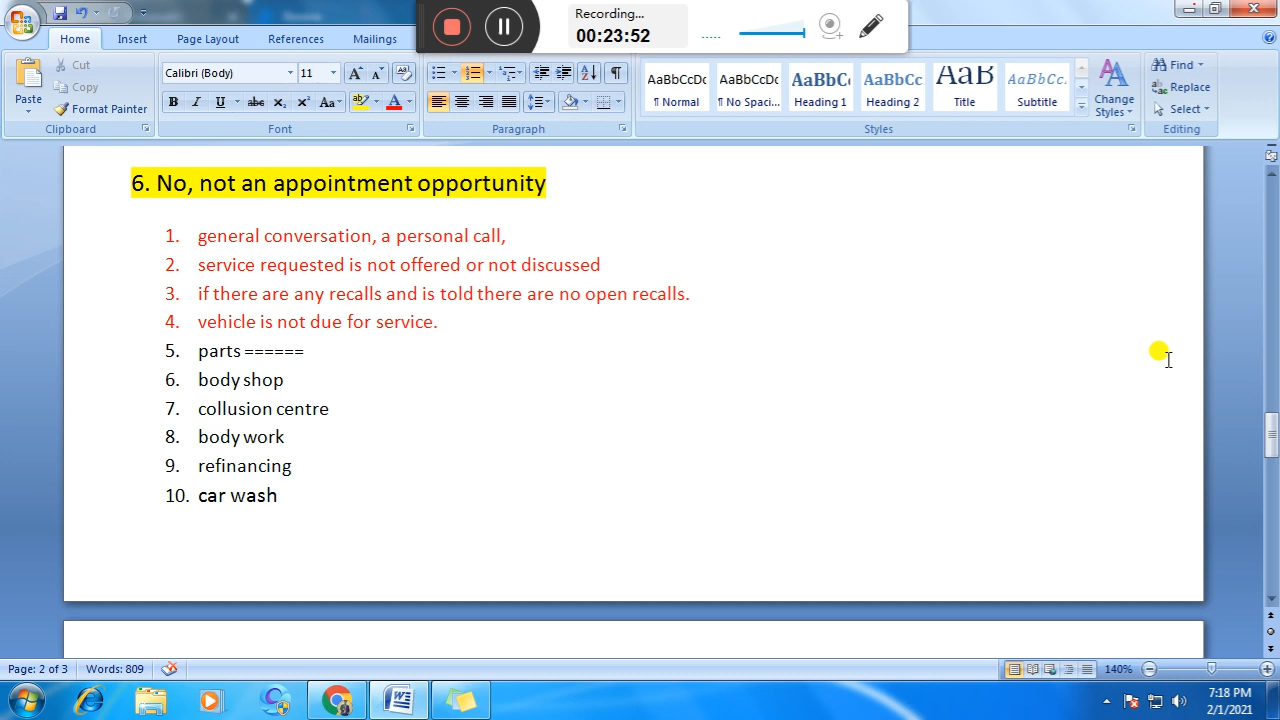 Recording...
00:23:52
Home Insert Page Layout References Mailings
Paste
Cut
Copy
Format Painter
Clipboard
Calibri (Body) 11
Font
Paragraph
AaBbCcDc AaBbCcDc AaBbC AaBbCc AaB AaBbCc.
¶ Normal ¶ No Spaci... Heading 1 Heading 2 Title Subtitle
Change Styles
Styles
Find
Replace
Select
Editing
6. No, not an appointment opportunity
1. general conversation, a personal call,
2. service requested is not offered or not discussed
3. if there are any recalls and is told there are no open recalls.
4. vehicle is not due for service.
5. parts ======
6. body shop
7. collusion centre
8. body work
9. refinancing
10. car wash
Page: 2 of 3 Words: 809 140%
7:18 PM
2/1/2021